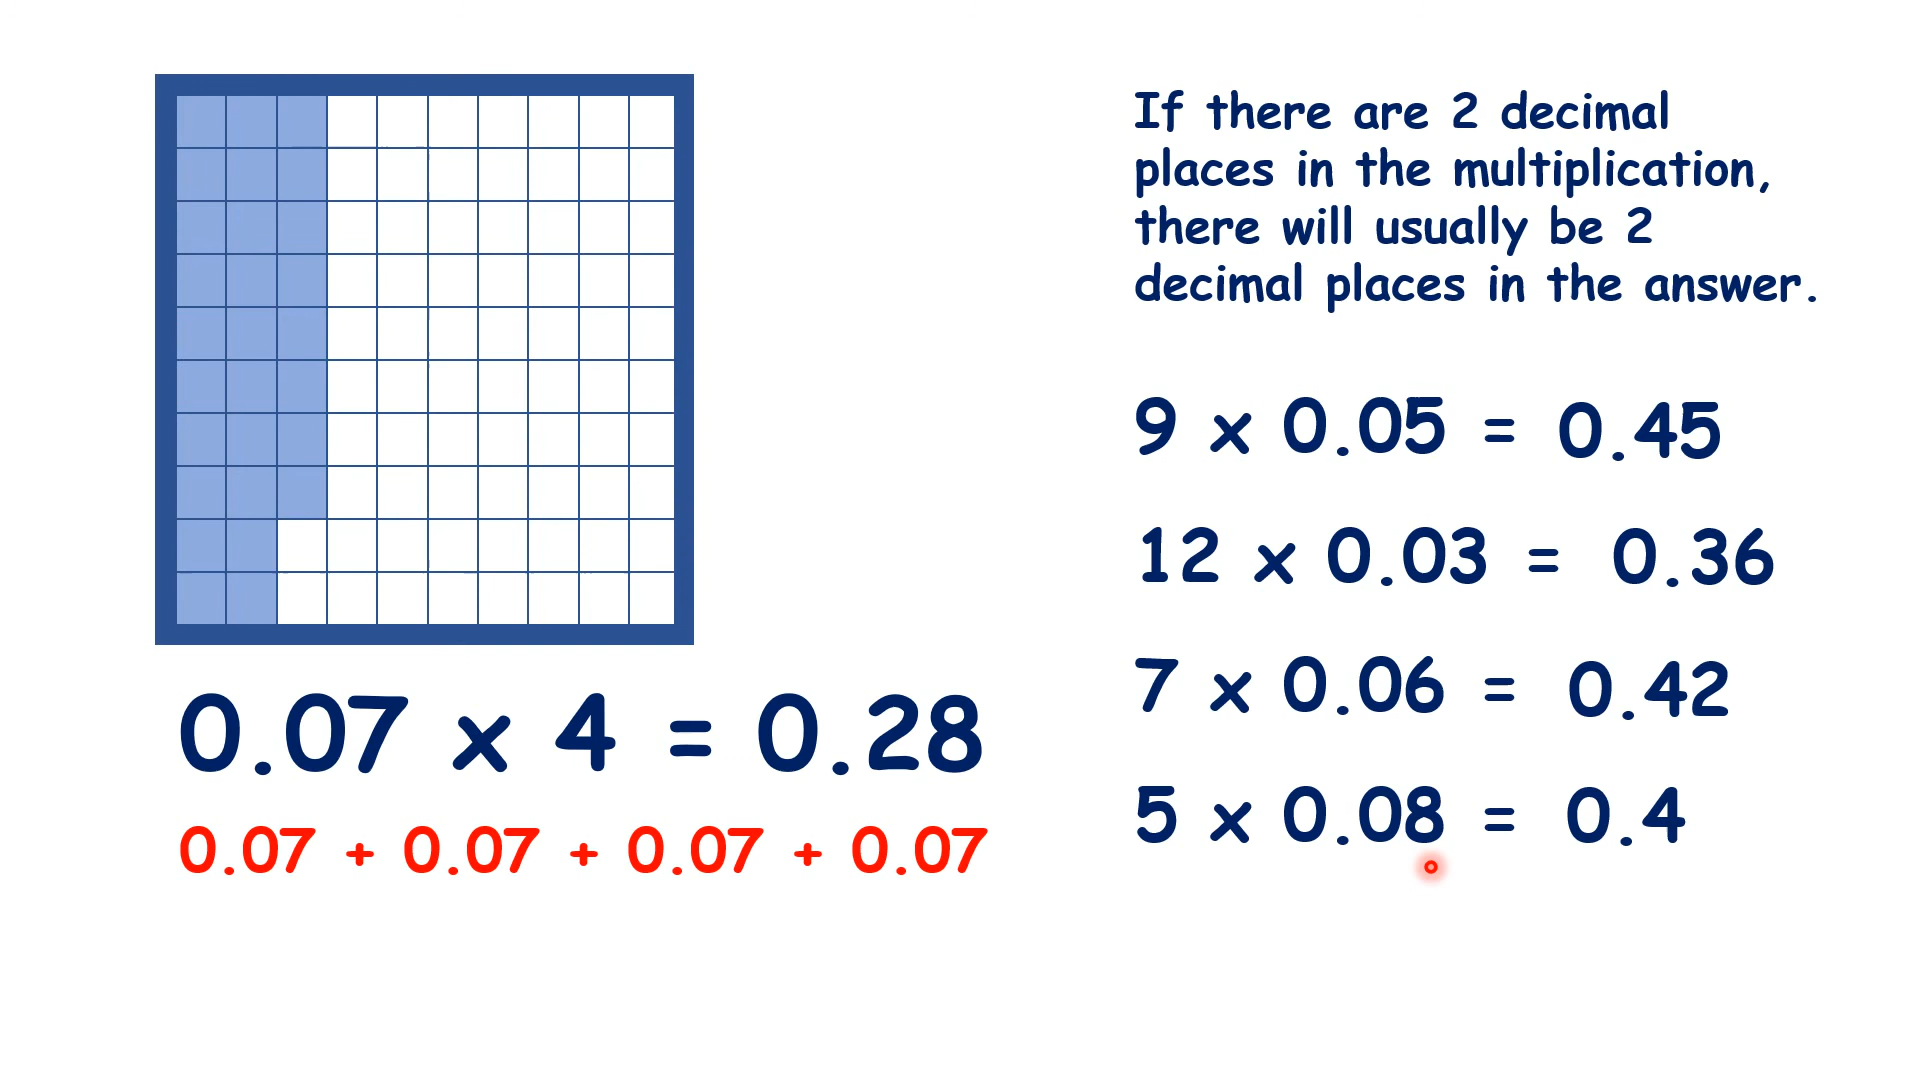 If there are 2 decimal
places in the multiplication,
there will usually be 2
decimal places in the answer.
9 x 0.05 = 0.45
12 x 0.03 = 0.36
7 x 0.06 = 0.42
5 x 0.08 = 0.4
0.07 x 4 = 0.28
0.07 + 0.07 + 0.07 + 0.07